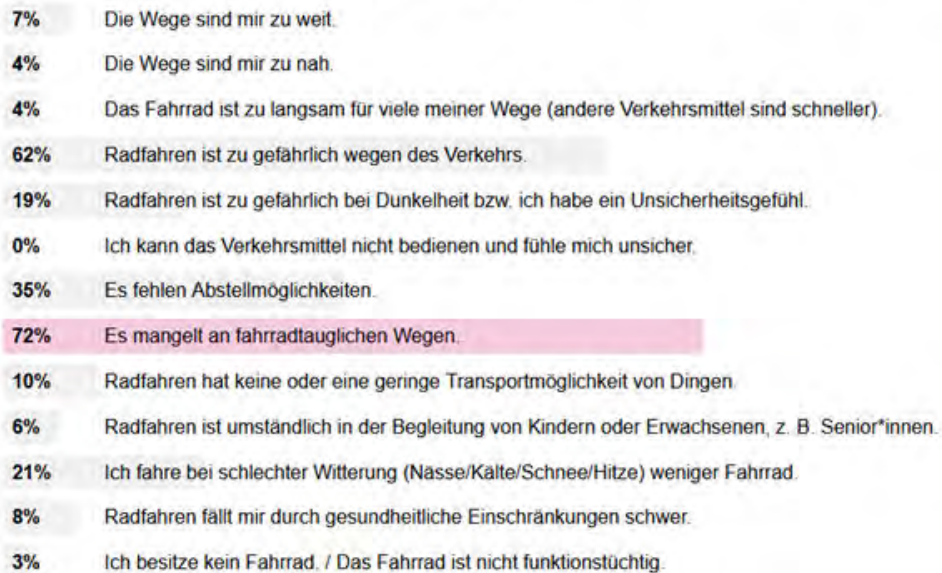 7% Die Wege sind mir zu weit.
4% Die Wege sind mir zu nah.
4% Das Fahrrad ist zu langsam für viele meiner Wege (andere Verkehrsmittel sind schneller).
62% Radfahren ist zu gefährlich wegen des Verkehrs.
19% Radfahren ist zu gefährlich bei Dunkelheit bzw. ich habe ein Unsicherheitsgefühl.
0% Ich kann das Verkehrsmittel nicht bedienen und fühle mich unsicher.
35% Es fehlen Abstellmöglichkeiten.
72% Es mangelt an fahrradtauglichen Wegen.
10% Radfahren hat keine oder eine geringe Transportmöglichkeit von Dingen.
6% Radfahren ist umständlich in der Begleitung von Kindern oder Erwachsenen, z. B. Senior*innen.
21% Ich fahre bei schlechter Witterung (Nässe/Kälte/Schnee/Hitze) weniger Fahrrad.
8% Radfahren fällt mir durch gesundheitliche Einschränkungen schwer.
3% Ich besitze kein Fahrrad. / Das Fahrrad ist nicht funktionstüchtig.